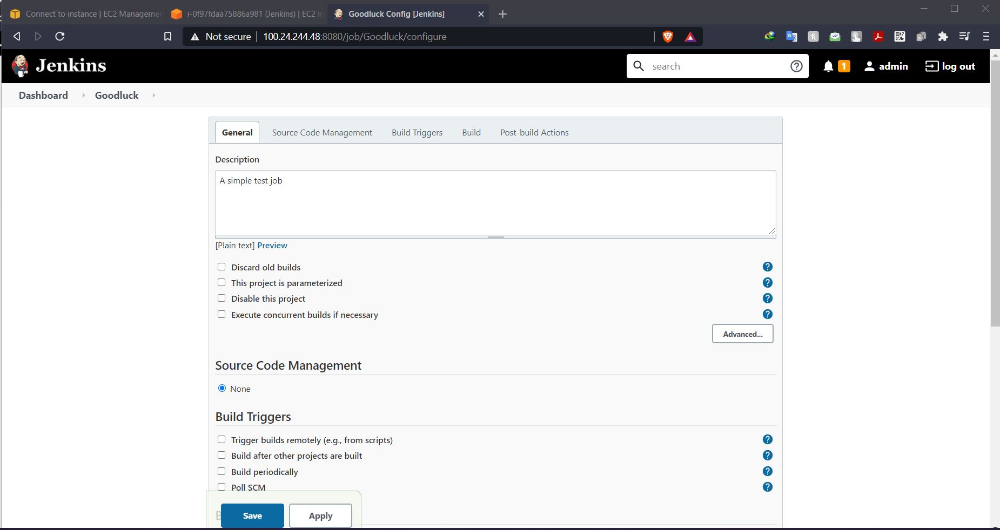 Connect to instance | EC2 Managemer
i-0f97fdaa75886a981 (Jenkins) | EC2 In
Goodluck Config [Jenkins]
Not secure | 100.24.244.48:8080/job/Goodluck/configure
Jenkins
search
1
admin
log out
Dashboard
Goodluck
General
Source Code Management
Build Triggers
Build
Post-build Actions
Description
A simple test job
[Plain text] Preview
Discard old builds
This project is parameterized
Disable this project
Execute concurrent builds if necessary
Advanced...
Source Code Management
None
Build Triggers
Trigger builds remotely (e.g., from scripts)
Build after other projects are built
Build periodically
Poll SCM
Save
Apply